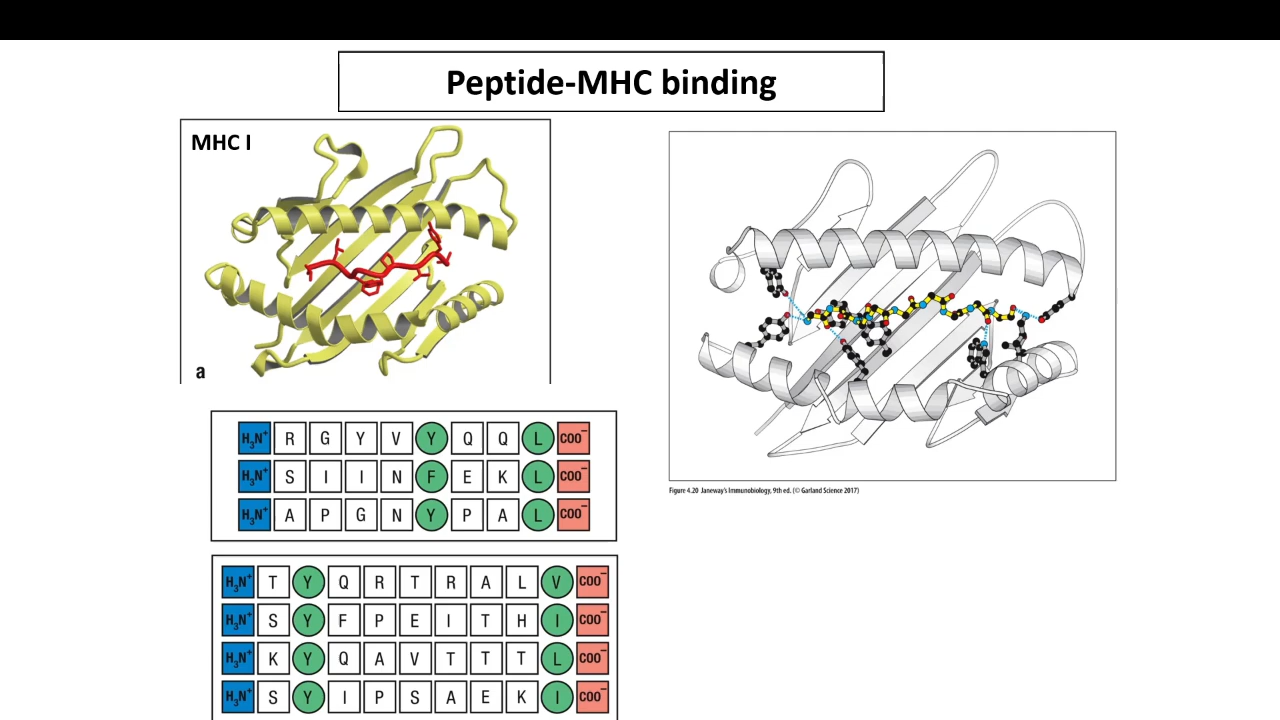 Peptide-MHC binding
MHC I
a
H₃N⁺ R G Y V Y Q Q L COO⁻
H₃N⁺ S I I N F E K L COO⁻
H₃N⁺ A P G N Y P A L COO⁻
H₃N⁺ T Y Q R T R A L V COO⁻
H₃N⁺ S Y F P E I T H I COO⁻
H₃N⁺ K Y Q A V T T T L COO⁻
H₃N⁺ S Y I P S A E K I COO⁻
Figure 4.20 Janeway's Immunobiology, 9th ed. (© Garland Science 2017)